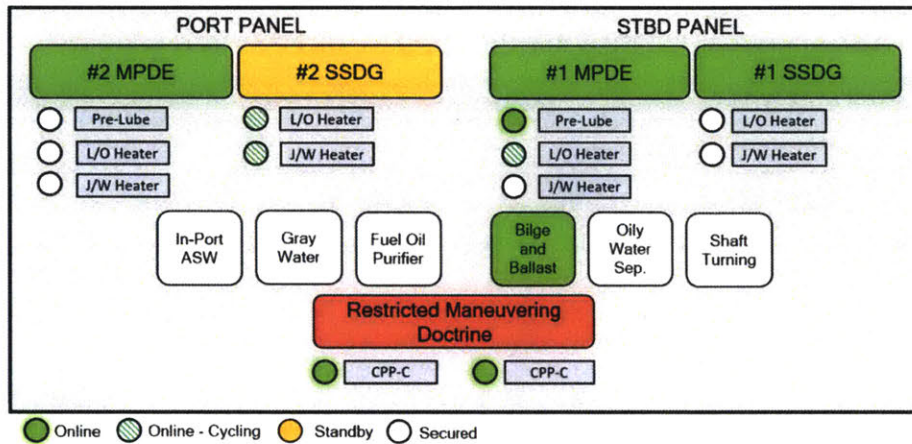 PORT PANEL
STBD PANEL
#2 MPDE
#2 SSDG
#1 MPDE
#1 SSDG
Pre-Lube
L/O Heater
J/W Heater
L/O Heater
J/W Heater
Pre-Lube
L/O Heater
J/W Heater
L/O Heater
J/W Heater
In-Port
ASW
Gray
Water
Fuel Oil
Purifier
Bilge
and
Ballast
Oily
Water
Sep.
Shaft
Turning
Restricted Maneuvering
Doctrine
CPP-C
CPP-C
Online
Online - Cycling
Standby
Secured